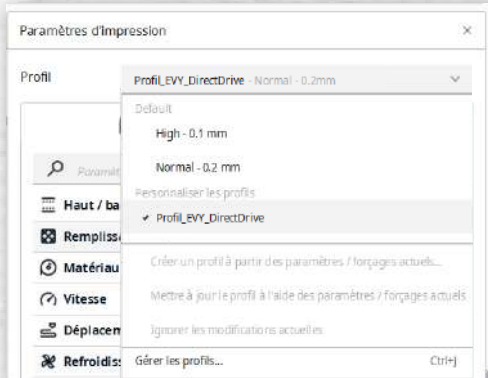 Paramètres d'impression
Profil
Profil_EVY_DirectDrive - Normal - 0.2mm
Default
High - 0.1 mm
Normal - 0.2 mm
Personnaliser les profils
Profil_EVY_DirectDrive
Haut / ba
Rempliss
Matériau
Vitesse
Déplacem
Refroidiss
Créer un profil à partir des paramètres / forçages actuels...
Mettre à jour le profil à l'aide des paramètres / forçages actuels
Ignorer les modifications actuelles
Gérer les profils...
Ctrl+J